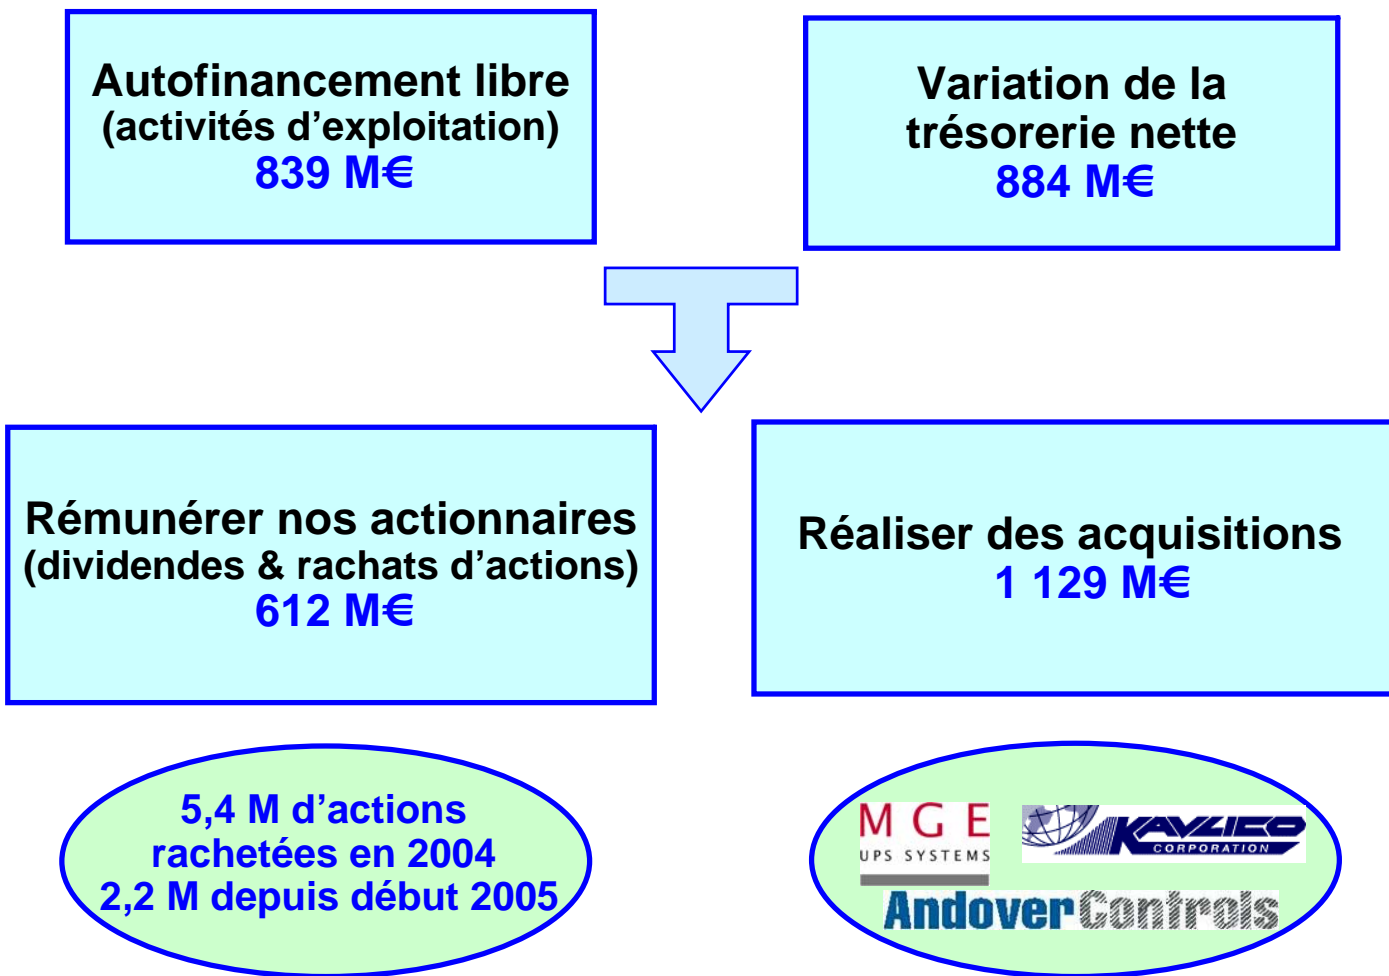 Autofinancement libre
(activités d’exploitation)
839 M€
Variation de la
trésorerie nette
884 M€
Rémunérer nos actionnaires
(dividendes & rachats d’actions)
612 M€
Réaliser des acquisitions
1 129 M€
5,4 M d’actions
rachetées en 2004
2,2 M depuis début 2005
MGE
UPS SYSTEMS
KAVLICO
CORPORATION
Andover Controls